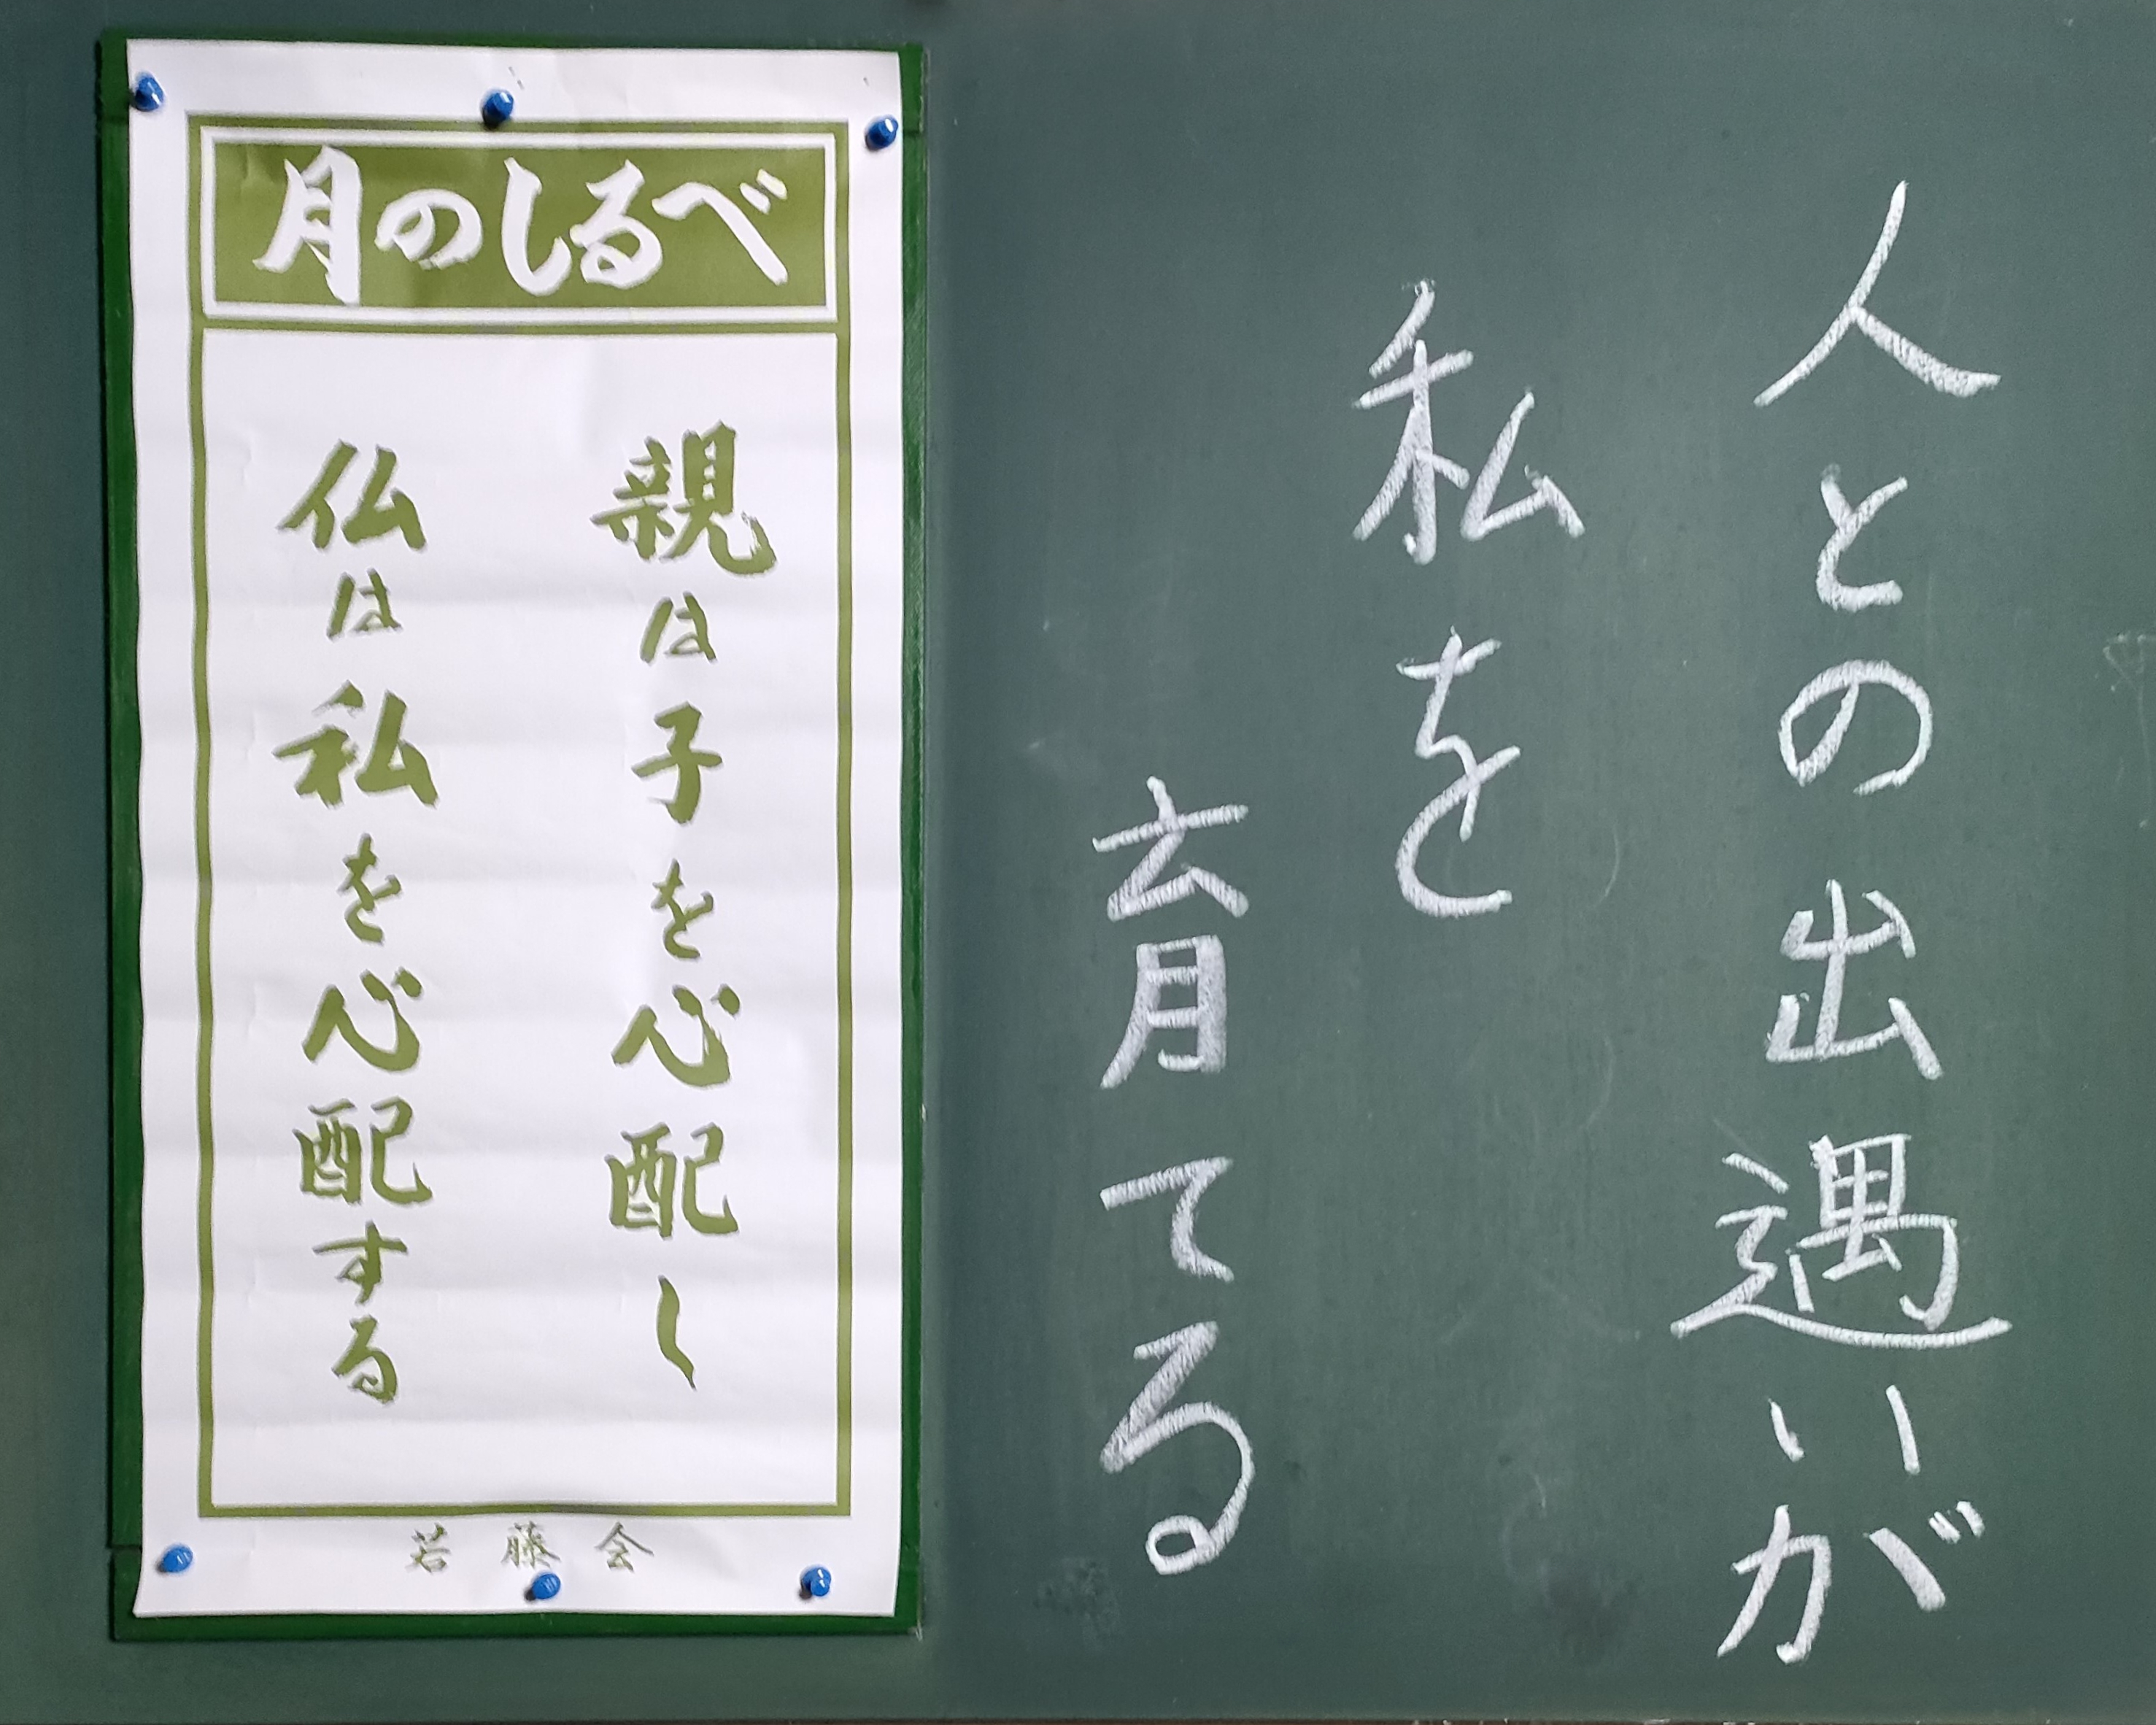 人との出遇いが
私を
育てる
月のしるべ
親は子を心配し
仏は私を心配する
若藤会